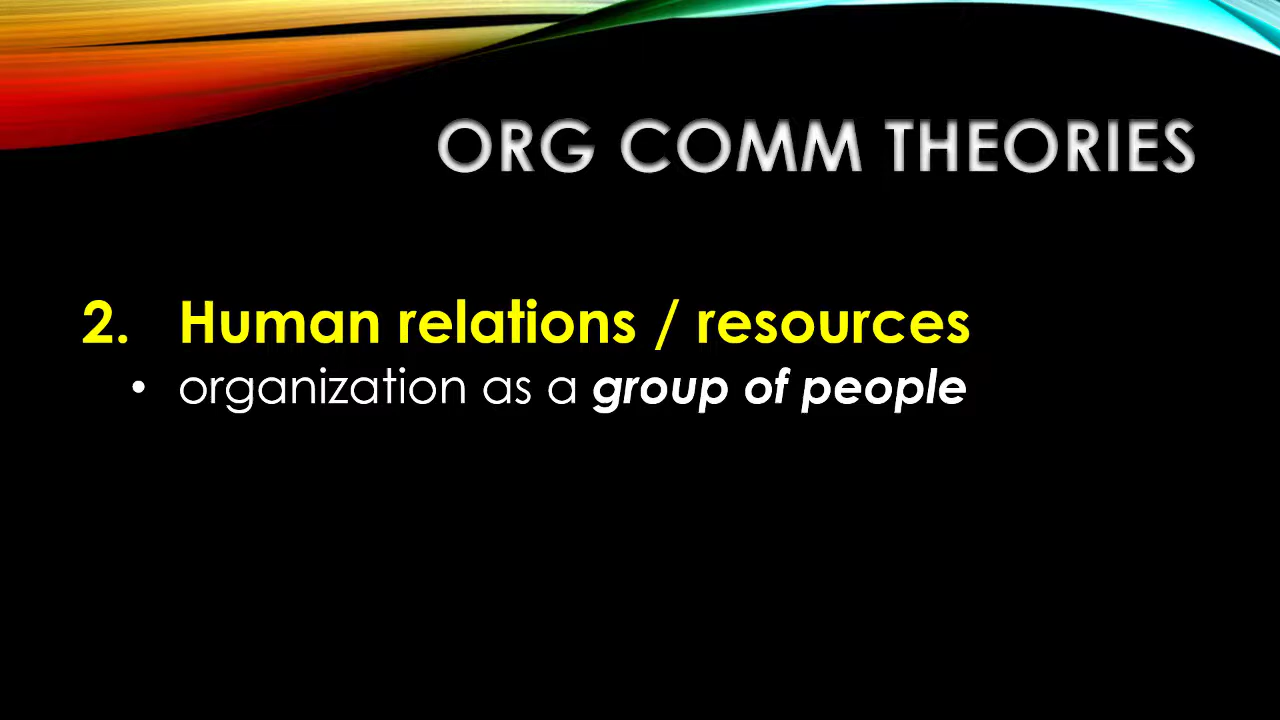 ORG COMM THEORIES
2. Human relations / resources
• organization as a group of people